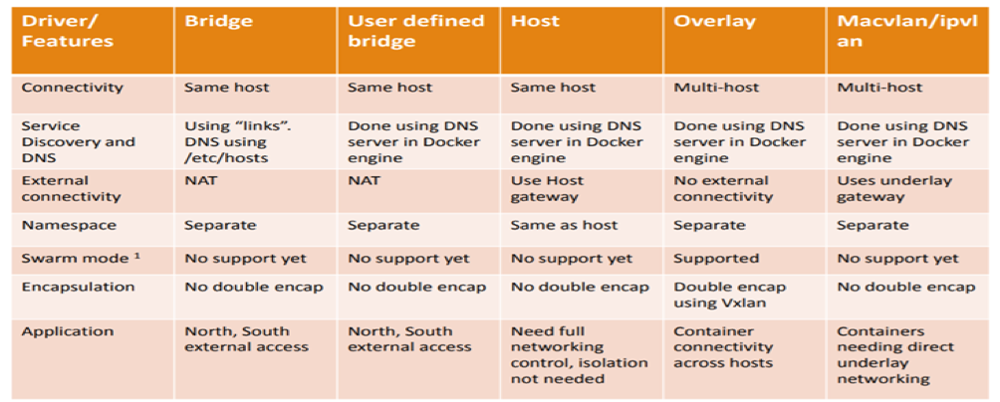 Driver/ Bridge User defined Host Overlay Macvlan/ipvl
Features bridge an
Connectivity Same host Same host Same host Multi-host Multi-host
Service Using “links”. Done using DNS Done using DNS Done using DNS Done using DNS
Discovery and DNS using server in Docker server in Docker server in Docker server in Docker
DNS /etc/hosts engine engine engine engine
External NAT NAT Use Host No external Uses underlay
connectivity gateway connectivity gateway
Namespace Separate Separate Same as host Separate Separate
Swarm mode ¹ No support yet No support yet No support yet Supported No support yet
Encapsulation No double encap No double encap No double encap Double encap No double encap
using Vxlan
Application North, South North, South Need full Container Containers
external access external access networking connectivity needing direct
control, isolation across hosts underlay
not needed networking